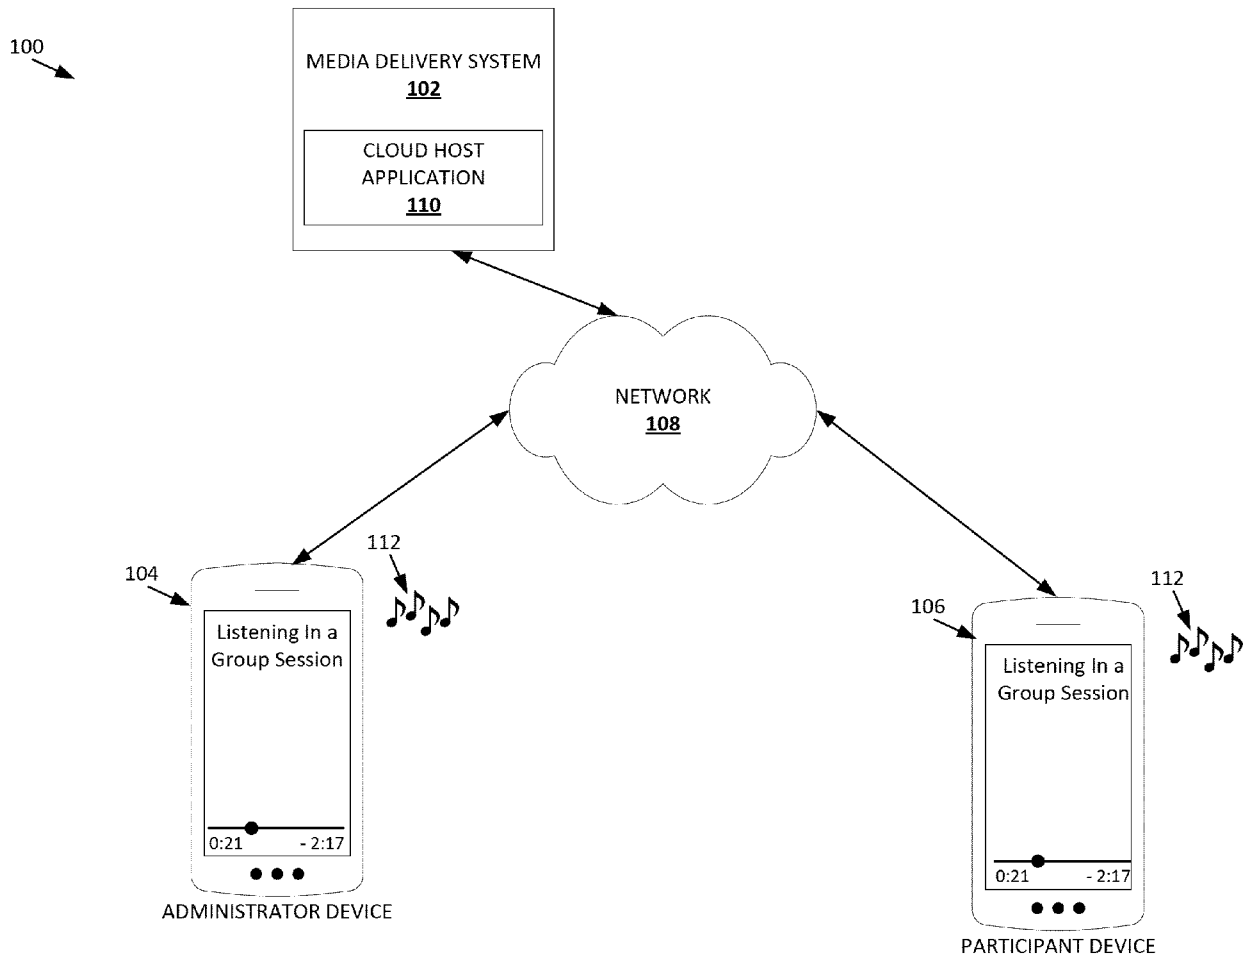 100
MEDIA DELIVERY SYSTEM
102
CLOUD HOST
APPLICATION
110
NETWORK
108
112
104
Listening In a
Group Session
0:21 - 2:17
ADMINISTRATOR DEVICE
112
106
Listening In a
Group Session
0:21 - 2:17
PARTICIPANT DEVICE